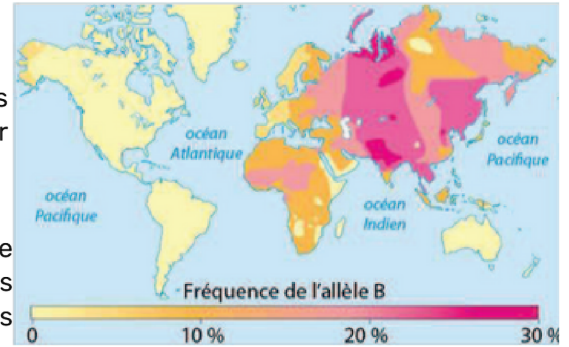 s
r
océan
Atlantique
océan
Pacifique
océan
Pacifique
océan
Indien
e
s
s
Fréquence de l'allèle B
0 10 % 20 % 30 %